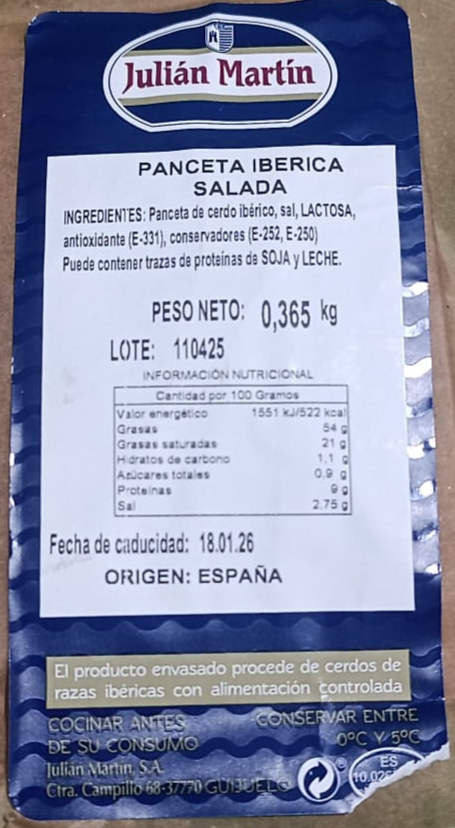 Julián Martín
PANCETA IBERICA
SALADA
INGREDIENTES: Panceta de cerdo ibérico, sal, LACTOSA,
antioxidante (E-331), conservadores (E-252, E-250)
Puede contener trazas de proteínas de SOJA y LECHE.
PESO NETO: 0,365 kg
LOTE: 110425
INFORMACIÓN NUTRICIONAL
Cantidad por 100 Gramos
Valor energético 1551 kJ/522 kcal
Grasas 54 g
Grasas saturadas 21 g
Hidratos de carbono 1,1 g
Azúcares totales 0,9 g
Proteínas 9 g
Sal 2.75 g
Fecha de caducidad: 18.01.26
ORIGEN: ESPAÑA
El producto envasado procede de cerdos de
razas ibéricas con alimentación controlada
COCINAR ANTES
DE SU CONSUMO
CONSERVAR ENTRE
0ºC Y 5ºC
Julián Martín, S.A.
Ctra. Campillo 68-37770 GUIJUELO
®
ES